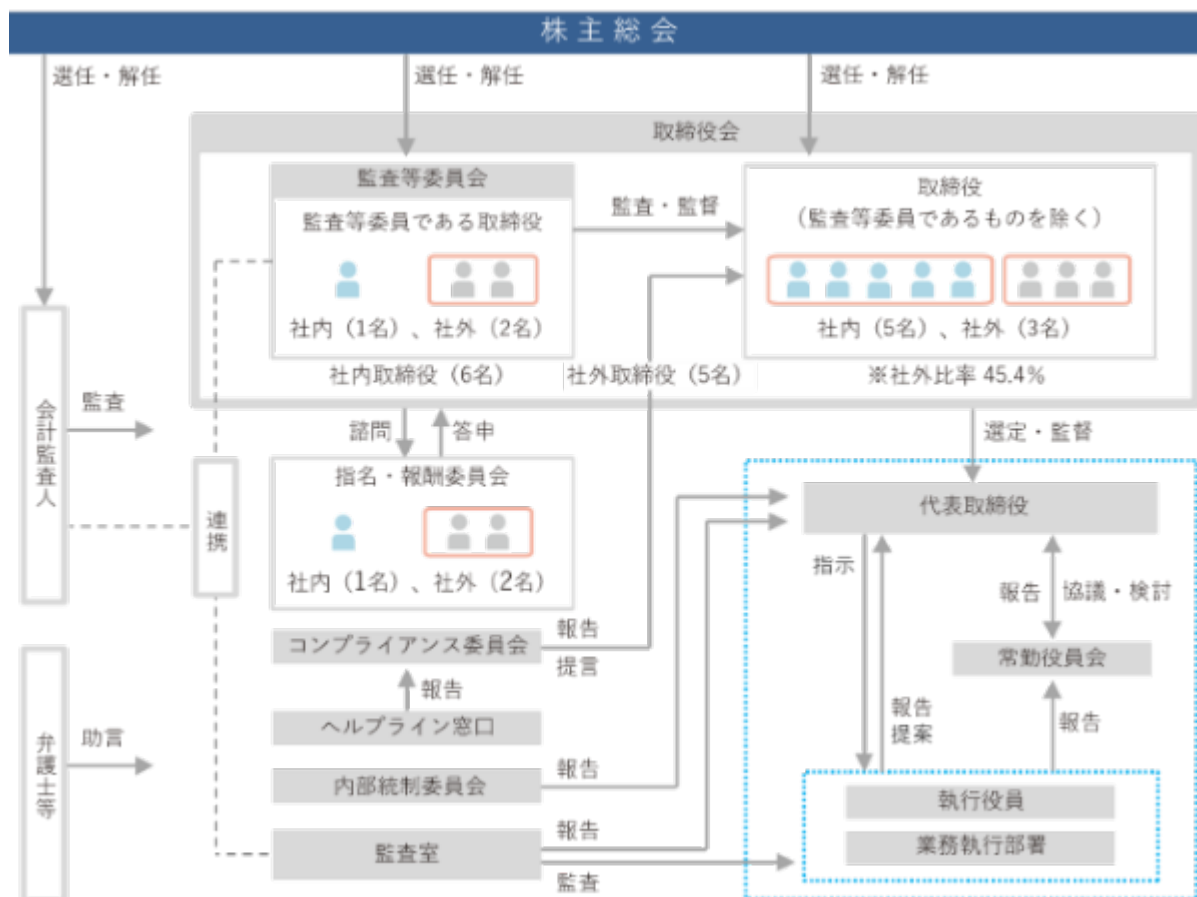 株主総会
選任・解任
選任・解任
選任・解任
取締役会
監査等委員会
監査等委員である取締役
社内（1名）、社外（2名）
監査・監督
取締役
（監査等委員であるものを除く）
社内（5名）、社外（3名）
社内取締役（6名）
社外取締役（5名）
※社外比率 45.4%
会計監査人
監査
諮問
答申
選定・監督
指名・報酬委員会
社内（1名）、社外（2名）
連携
代表取締役
指示
報告
協議・検討
コンプライアンス委員会
報告
提言
常勤役員会
報告
ヘルプライン窓口
報告
提案
報告
弁護士等
助言
内部統制委員会
報告
執行役員
監査室
報告
監査
業務執行部署